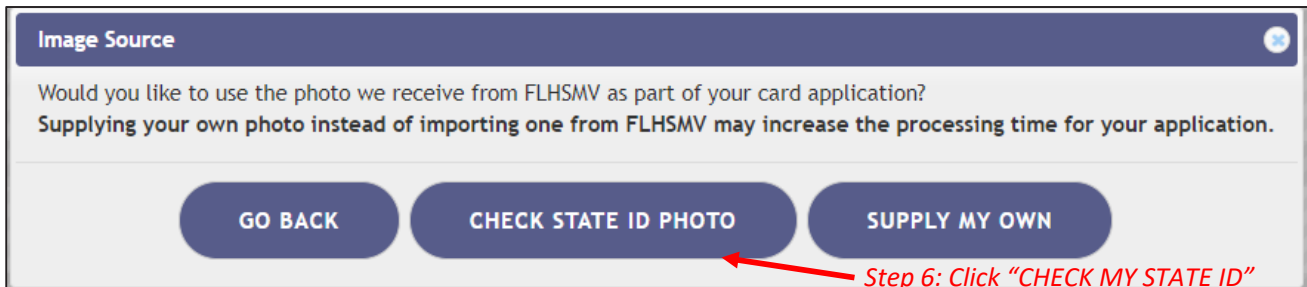 Image Source
Would you like to use the photo we receive from FLHSMV as part of your card application?
Supplying your own photo instead of importing one from FLHSMV may increase the processing time for your application.
GO BACK
CHECK STATE ID PHOTO
SUPPLY MY OWN
Step 6: Click “CHECK MY STATE ID”